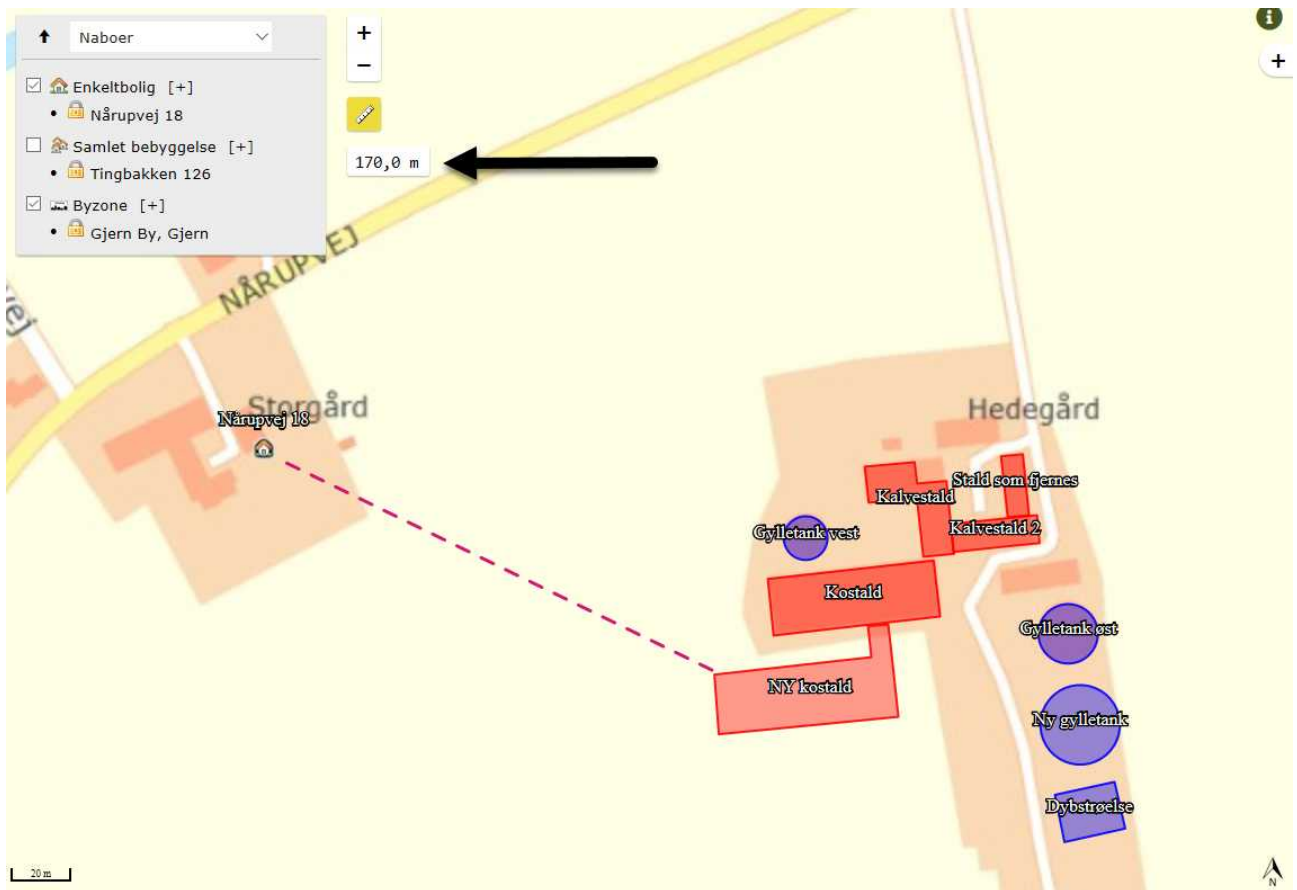 Naboer
Enkeltbolig [+]
• Nårupvej 18
Samlet bebyggelse [+]
• Tingbakken 126
Byzone [+]
• Gjern By, Gjern
+
−
170,0 m
i
+
NÅRUPVEJ
vej
Storgård
Nårupvej 18
Hedegård
Stald som fjernes
Kalvestald
Kalvestald 2
Gylletank vest
Kostald
Gylletank øst
NY kostald
Ny gylletank
Dybstrøelse
20 m
N